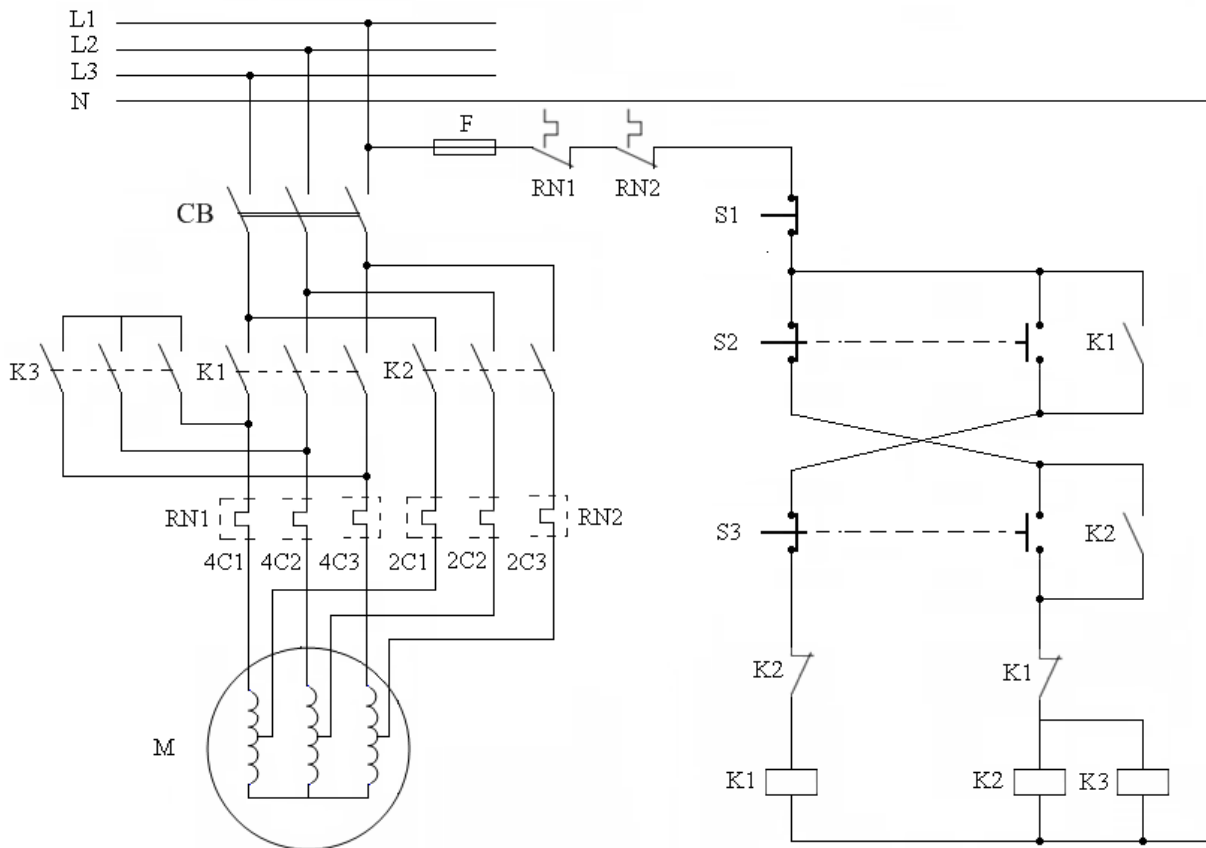 L1
L2
L3
N
F
RN1 RN2
CB
S1
S2 K1
K3 K1 K2
RN1 RN2
S3 K2
4C1 4C2 4C3 2C1 2C2 2C3
K2 K1
M
K1 K2 K3